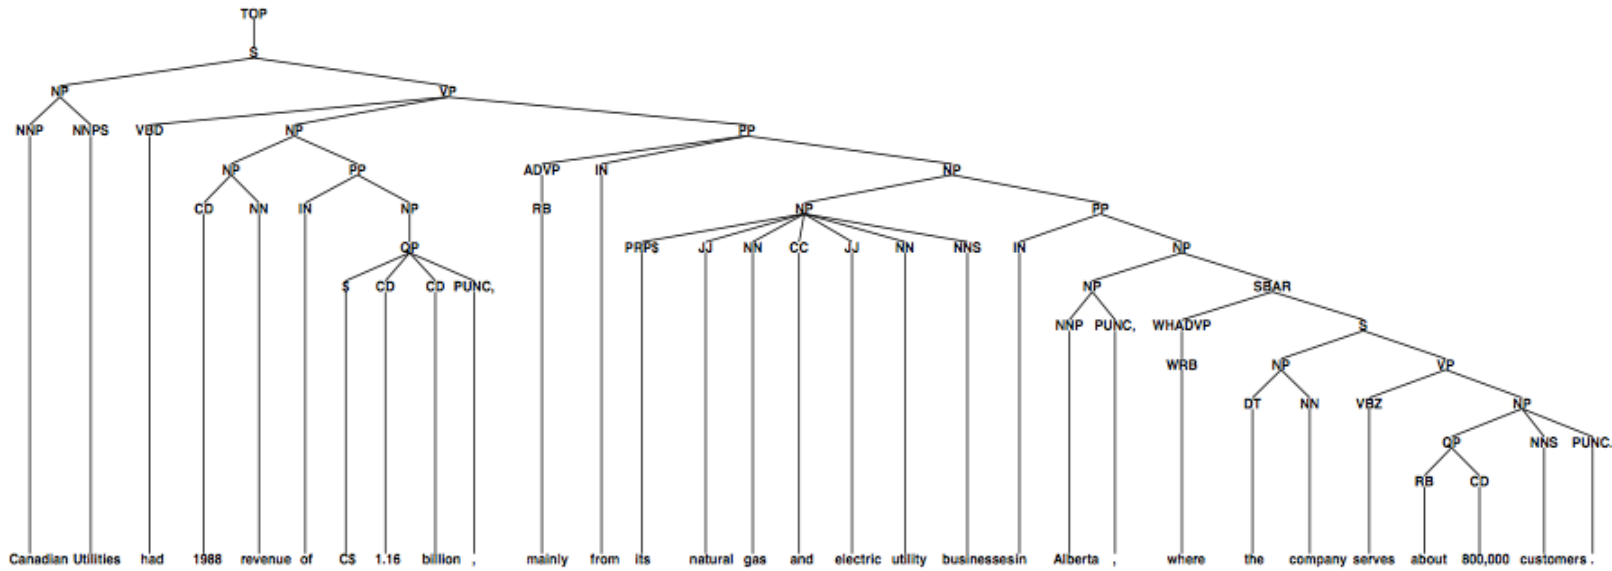 TOP
S
NP VP
NNP NNPS VBD NP PP
NP PP ADVP IN NP
CD NN IN NP RB NP PP
QP PRP$ JJ NN CC JJ NN NNS IN NP
$ CD CD PUNC, NP SBAR
NNP PUNC, WHADVP S
WRB NP VP
DT NN VBZ NP
QP NNS PUNC.
RB CD
Canadian Utilities had 1988 revenue of C$ 1.16 billion , mainly from its natural gas and electric utility businesses in Alberta , where the company serves about 800,000 customers .